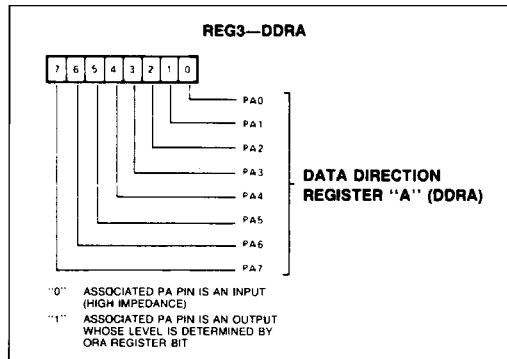 REG3—DDRA
7 6 5 4 3 2 1 0
PA0
PA1
PA2
PA3
PA4
PA5
PA6
PA7
DATA DIRECTION
REGISTER "A" (DDRA)
"0" ASSOCIATED PA PIN IS AN INPUT
(HIGH IMPEDANCE)
"1" ASSOCIATED PA PIN IS AN OUTPUT
WHOSE LEVEL IS DETERMINED BY
ORA REGISTER BIT